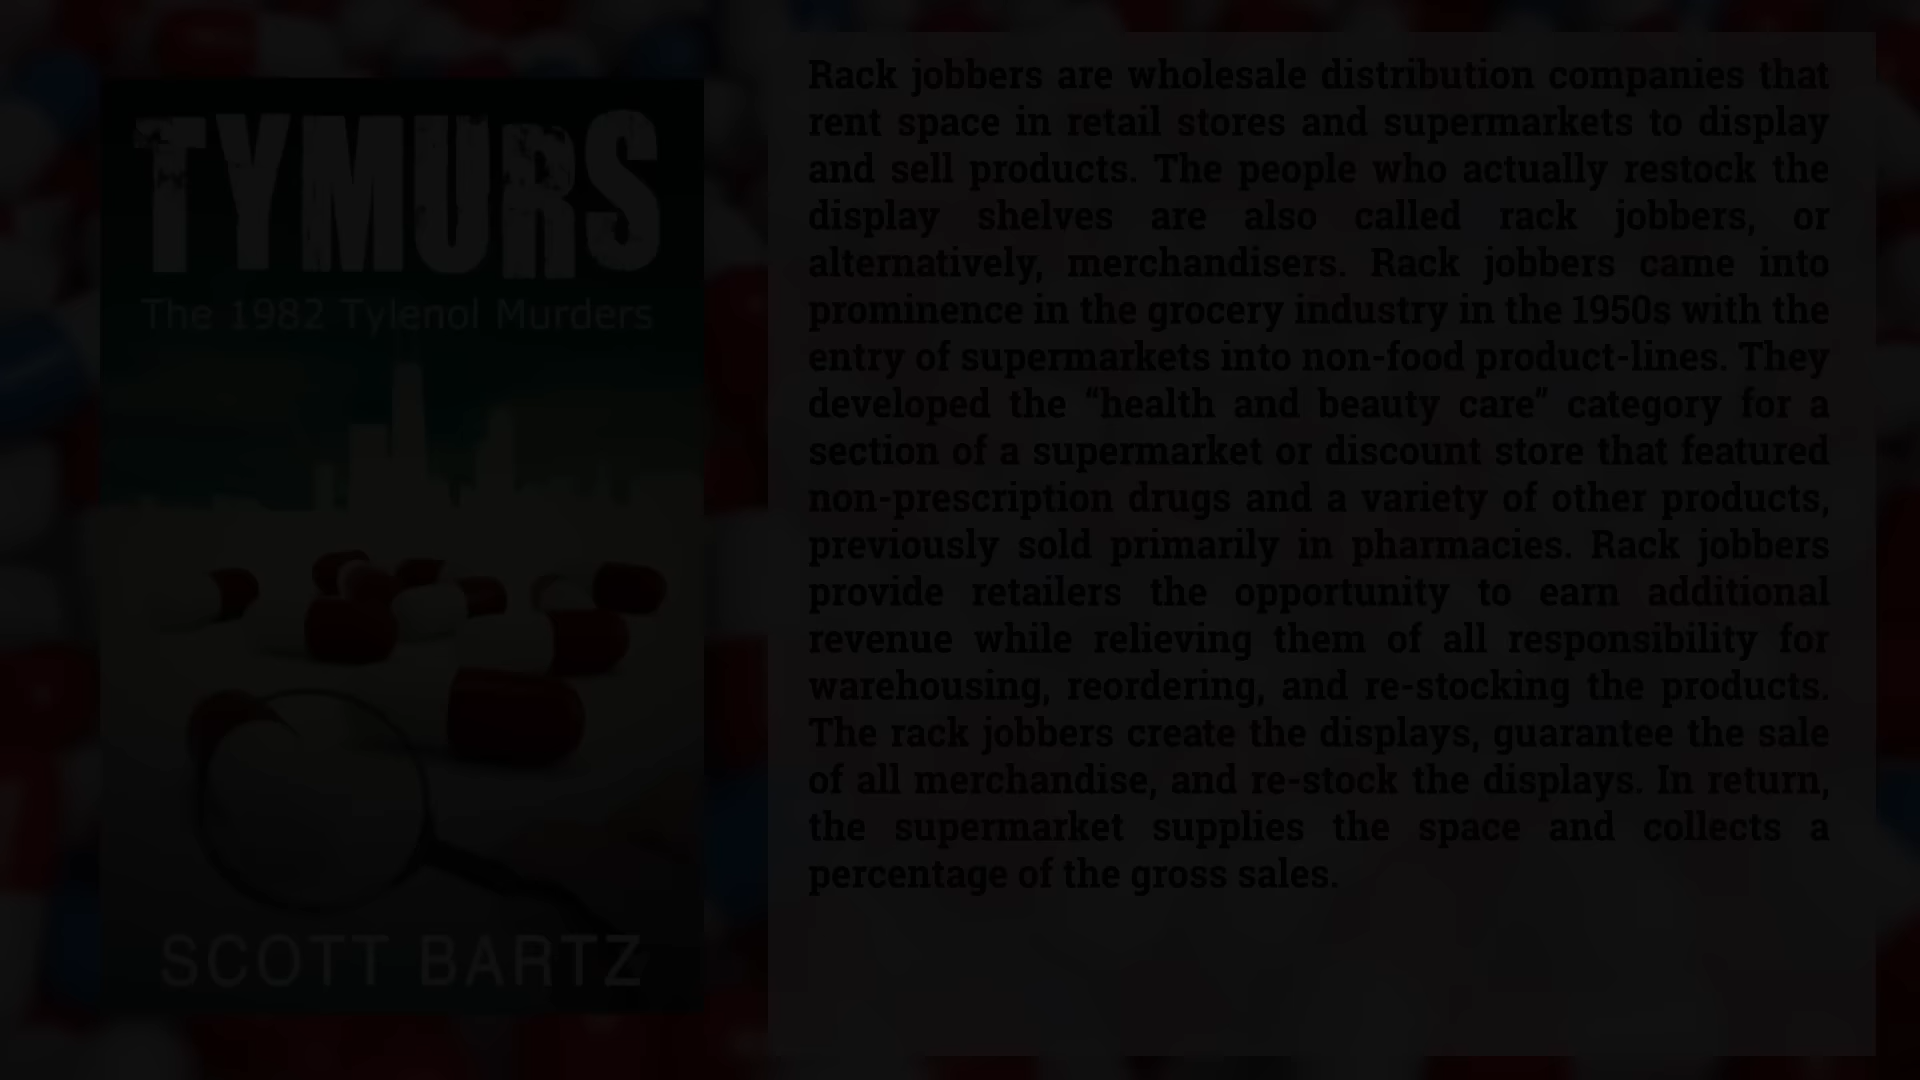 TYMURS
The 1982 Tylenol Murders
SCOTT BARTZ
Rack jobbers are wholesale distribution companies that
rent space in retail stores and supermarkets to display
and sell products. The people who actually restock the
display shelves are also called rack jobbers, or
alternatively, merchandisers. Rack jobbers came into
prominence in the grocery industry in the 1950s with the
entry of supermarkets into non-food product-lines. They
developed the “health and beauty care” category for a
section of a supermarket or discount store that featured
non-prescription drugs and a variety of other products,
previously sold primarily in pharmacies. Rack jobbers
provide retailers the opportunity to earn additional
revenue while relieving them of all responsibility for
warehousing, reordering, and re-stocking the products.
The rack jobbers create the displays, guarantee the sale
of all merchandise, and re-stock the displays. In return,
the supermarket supplies the space and collects a
percentage of the gross sales.